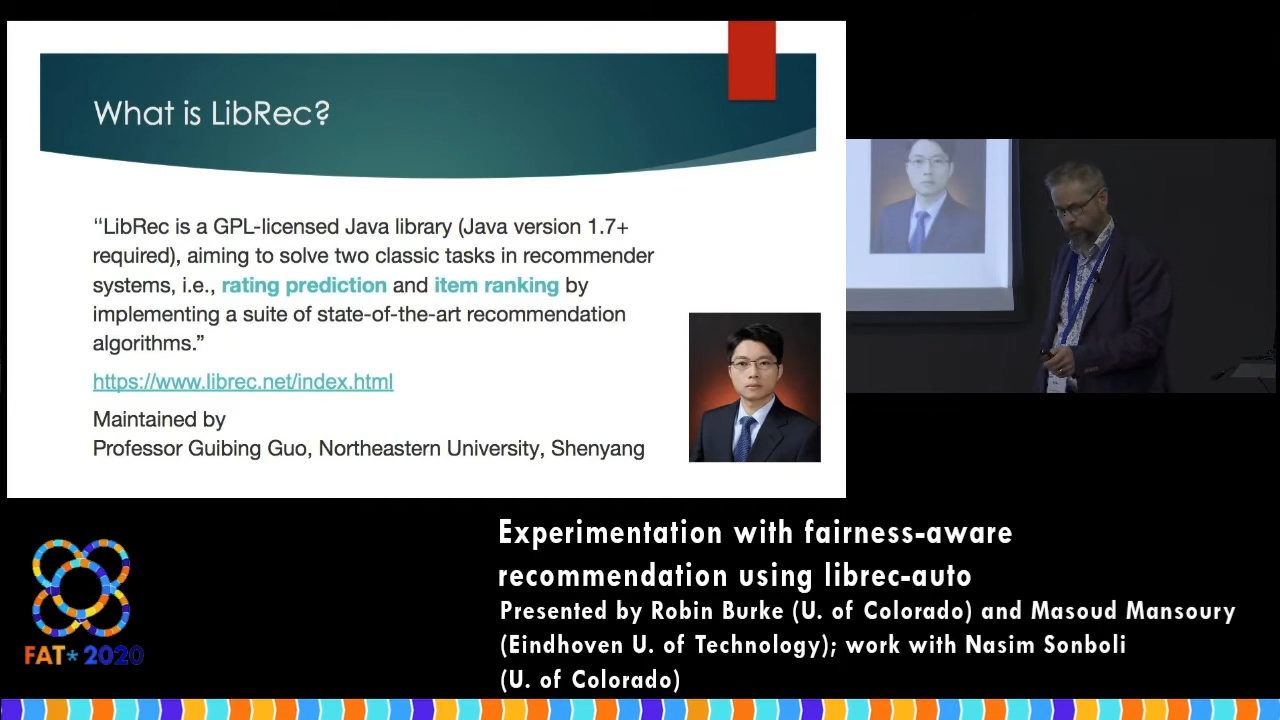 What is LibRec?
“LibRec is a GPL-licensed Java library (Java version 1.7+
required), aiming to solve two classic tasks in recommender
systems, i.e., rating prediction and item ranking by
implementing a suite of state-of-the-art recommendation
algorithms.”
https://www.librec.net/index.html
Maintained by
Professor Guibing Guo, Northeastern University, Shenyang
Experimentation with fairness-aware
recommendation using librec-auto
Presented by Robin Burke (U. of Colorado) and Masoud Mansoury
(Eindhoven U. of Technology); work with Nasim Sonboli
(U. of Colorado)
FAT* 2020